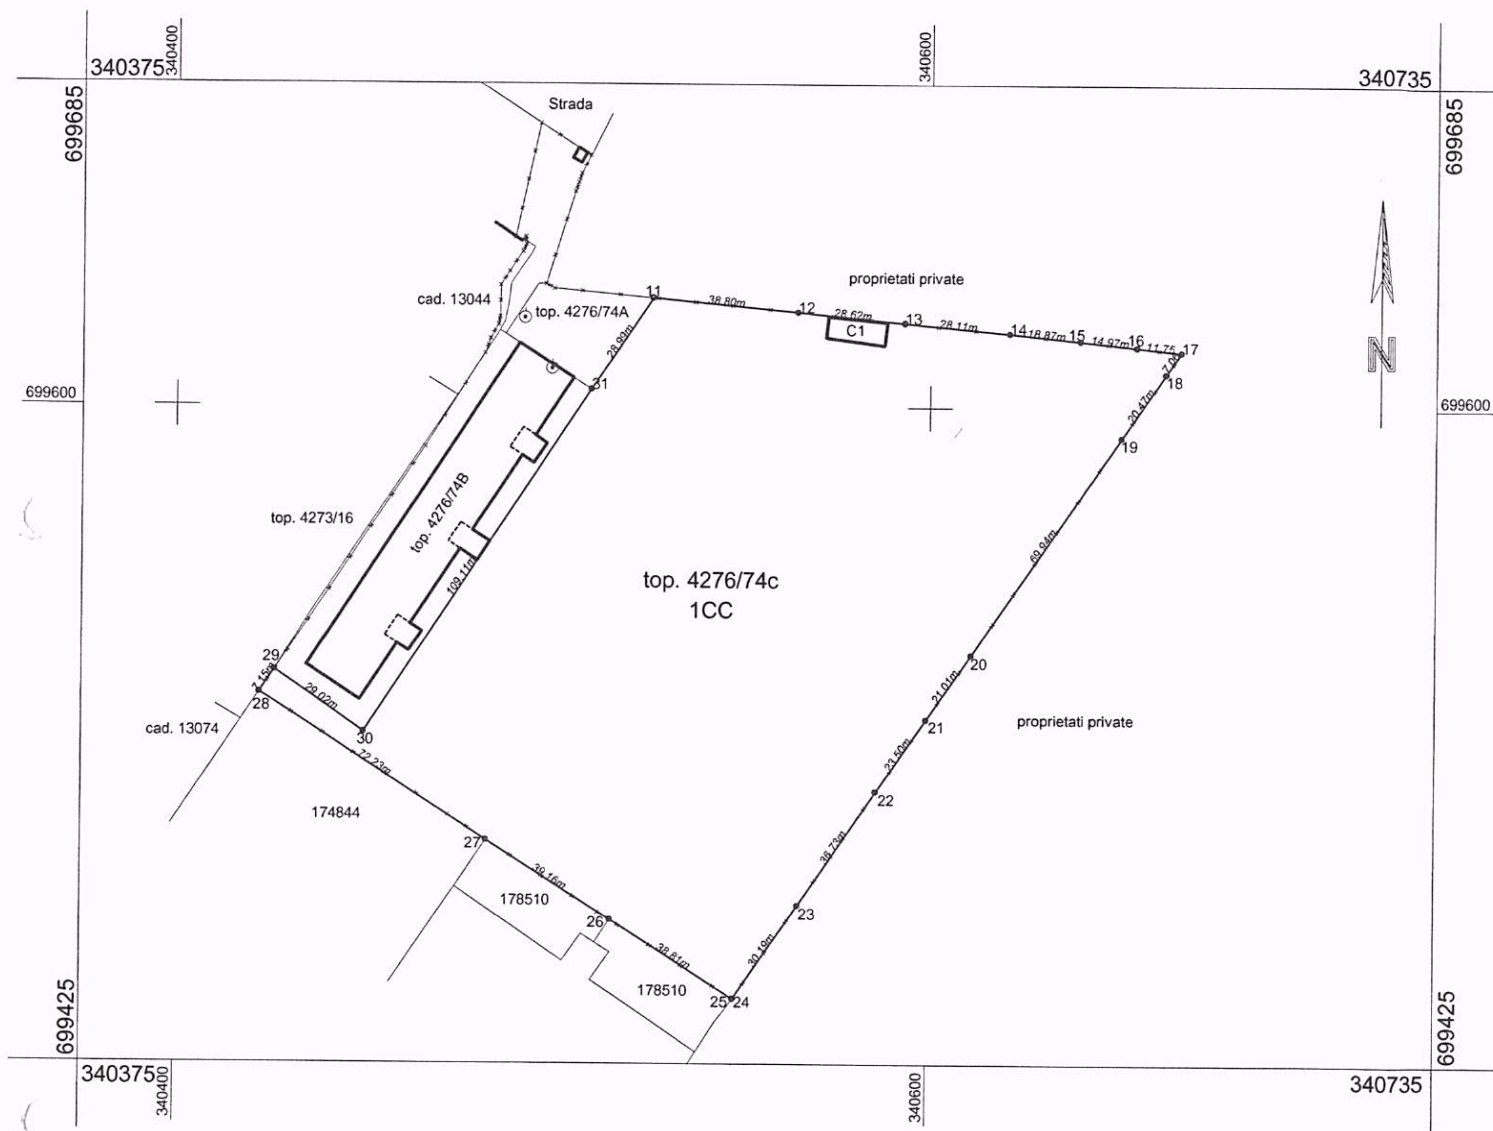 340400
340600
340375
340735
699685
699685
Strada
proprietati private
cad. 13044
top. 4276/74A
11
38.80m
12
28.62m
C1
13
28.11m
14
18.87m
15
14.97m
16
11.75
17
7.00
18
28.99m
31
N
699600
699600
20.47m
19
top. 4276/74B
top. 4273/16
109.11m
69.94m
top. 4276/74c
1CC
29
7.15m
28
29.02m
30
20
21.01m
21
proprietati private
cad. 13074
72.23m
23.50m
22
174844
27
36.73m
39.16m
178510
26
23
38.81m
30.19m
178510
25 24
699425
699425
340375
340735
340400
340600